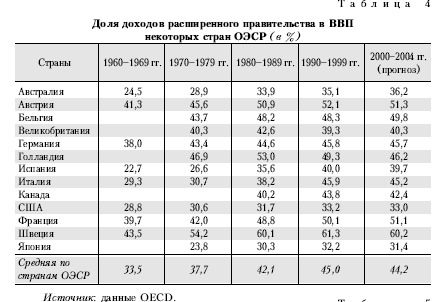 Таблица 4
Доля доходов расширенного правительства в ВВП
некоторых стран ОЭСР (в %)
Страны 1960–1969 гг. 1970–1979 гг. 1980–1989 гг. 1990–1999 гг. 2000–2004 гг. (прогноз)
Австралия 24,5 28,9 33,9 35,1 36,2
Австрия 41,3 45,6 50,9 52,1 51,3
Бельгия 43,7 48,2 48,3 49,8
Великобритания 40,3 42,6 39,3 40,3
Германия 38,0 43,4 44,6 45,8 45,7
Голландия 46,9 53,0 49,3 46,2
Испания 22,7 26,6 35,6 40,0 39,7
Италия 29,3 30,7 38,2 45,9 45,2
Канада 40,2 43,8 42,4
США 28,8 30,6 31,7 33,2 33,0
Франция 39,7 42,0 48,8 50,1 51,1
Швеция 43,5 54,2 60,1 61,3 60,2
Япония 23,8 30,3 32,2 31,4
Средняя по
странам ОЭСР 33,5 37,7 42,1 45,0 44,2
Источник: данные OECD.